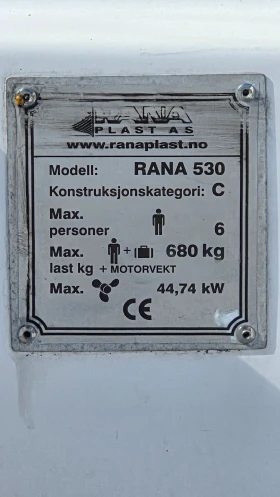 RANA
PLAST AS
www.ranaplast.no
Modell: RANA 530
Konstruksjonskategori: C
Max.
personer 6
Max. + 680 kg
last kg + MOTORVEKT
Max. 44,74 kW
CE